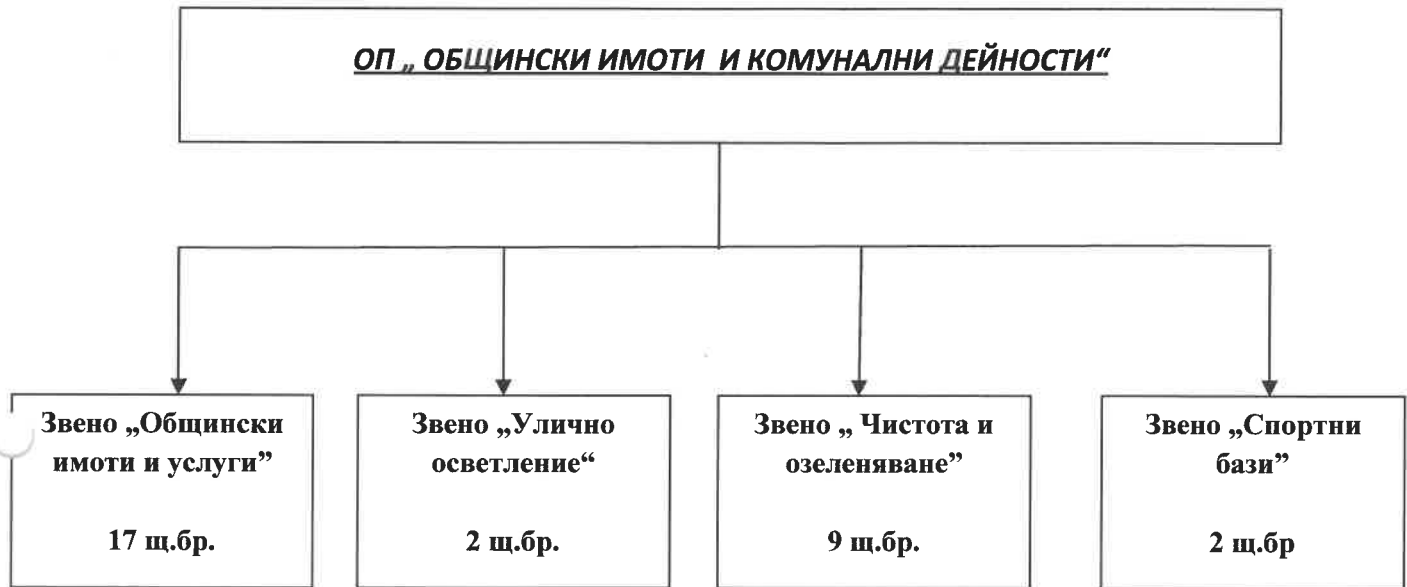 ОП „ ОБЩИНСКИ ИМОТИ И КОМУНАЛНИ ДЕЙНОСТИ“
Звено „Общински
имоти и услуги”
17 щ.бр.
Звено „Улично
осветление“
2 щ.бр.
Звено „ Чистота и
озеленяване”
9 щ.бр.
Звено „Спортни
бази”
2 щ.бр